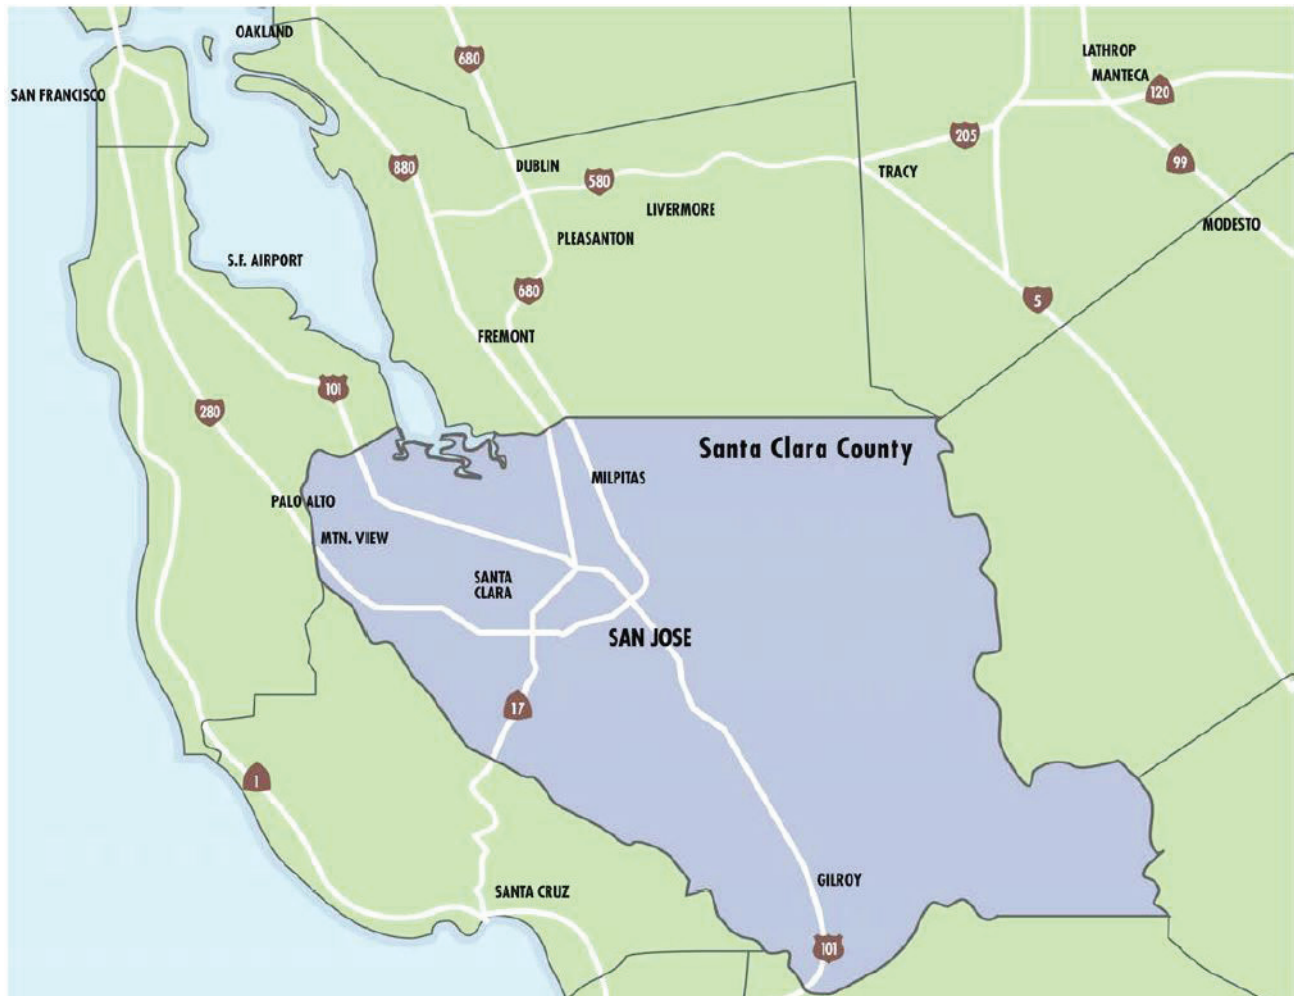 OAKLAND
680
LATHROP
MANTECA
120
SAN FRANCISCO
205
99
880
DUBLIN
580
TRACY
LIVERMORE
MODESTO
PLEASANTON
S.F. AIRPORT
680
5
FREMONT
101
280
Santa Clara County
MILPITAS
PALO ALTO
MTN. VIEW
SANTA
CLARA
SAN JOSE
17
1
GILROY
SANTA CRUZ
101